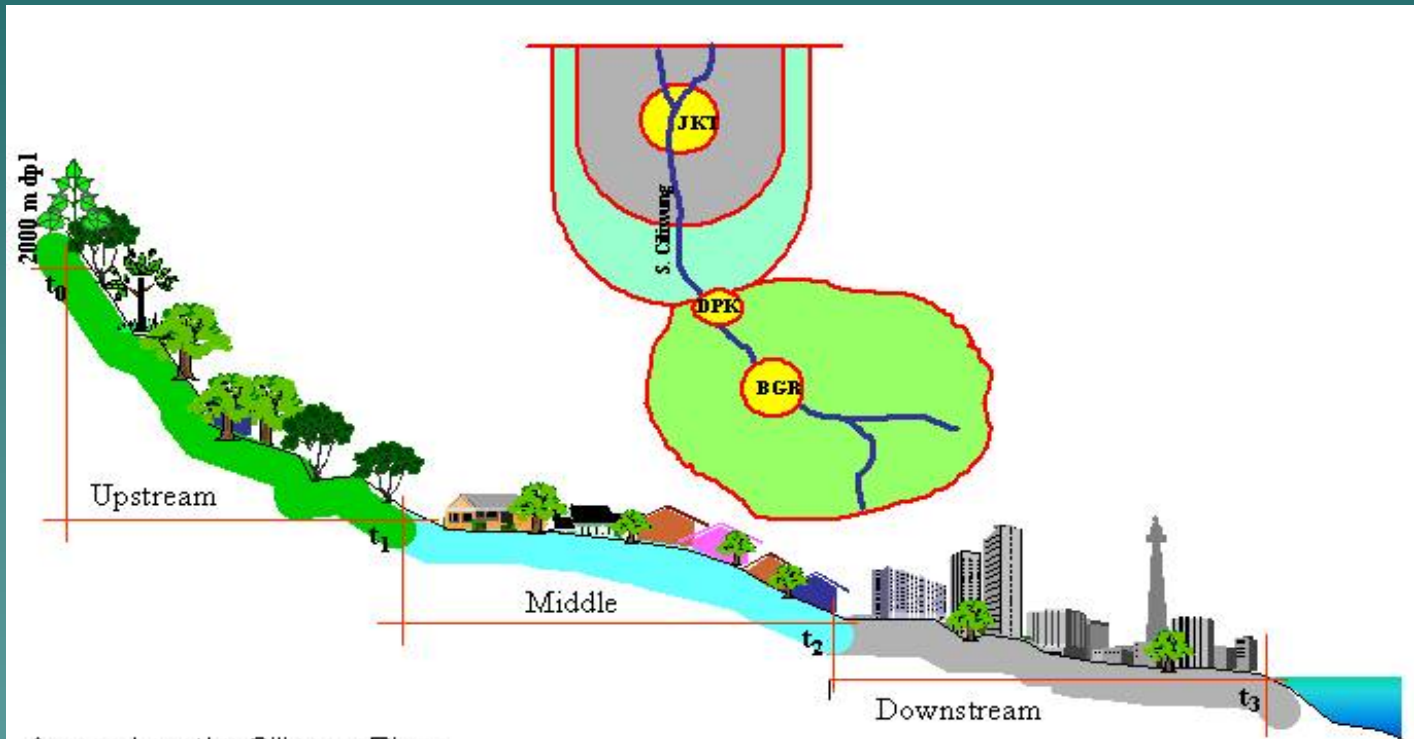 JKT
S. Ciliwung
DPK
BGR
2000 m dpl
t0
Upstream
t1
Middle
t2
Downstream
t3